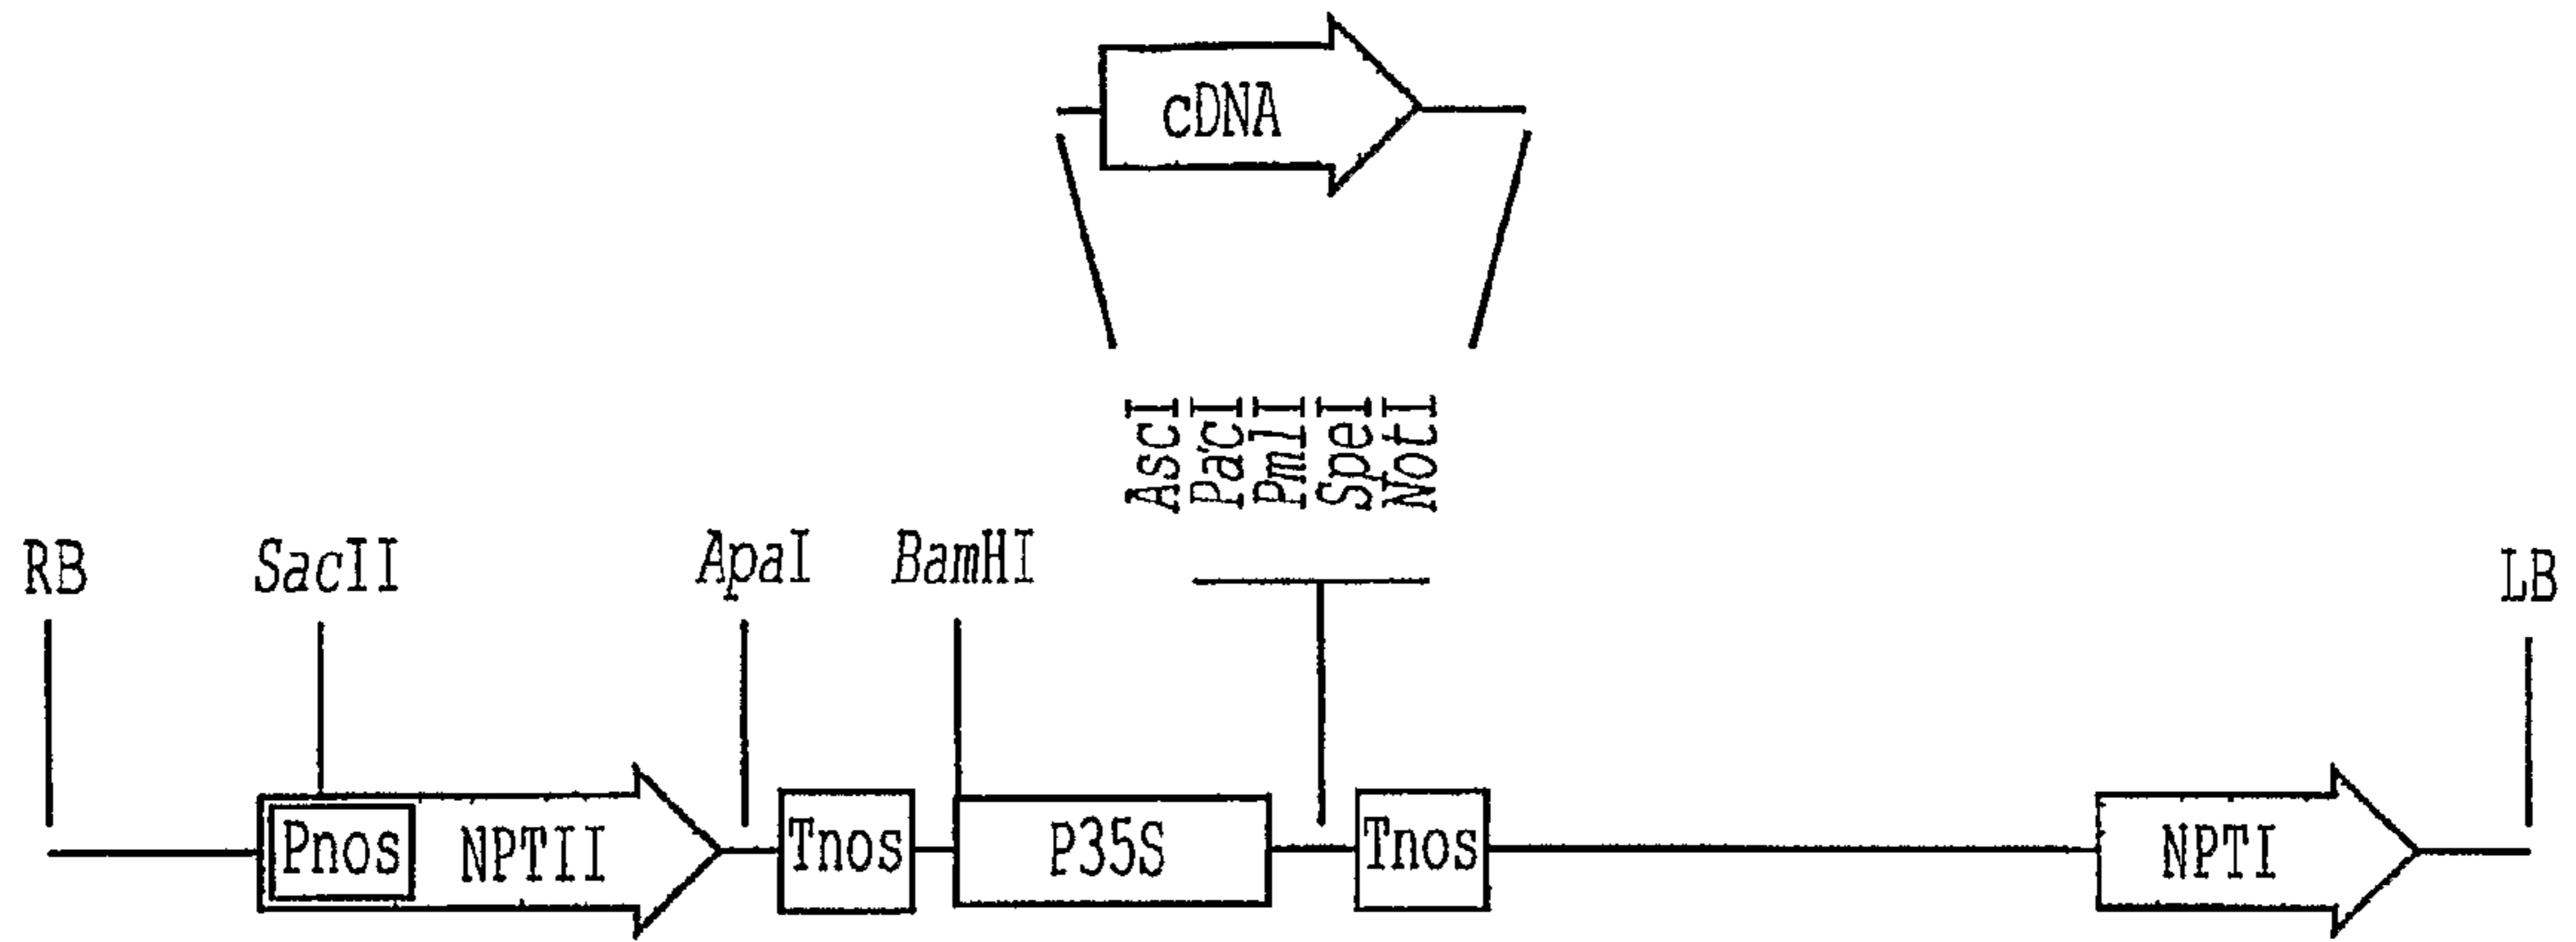 cDNA
AscI
PacI
PmlI
SpeI
NotI
RB SacII ApaI BamHI LB
Pnos NPTII Tnos P35S Tnos NPTI